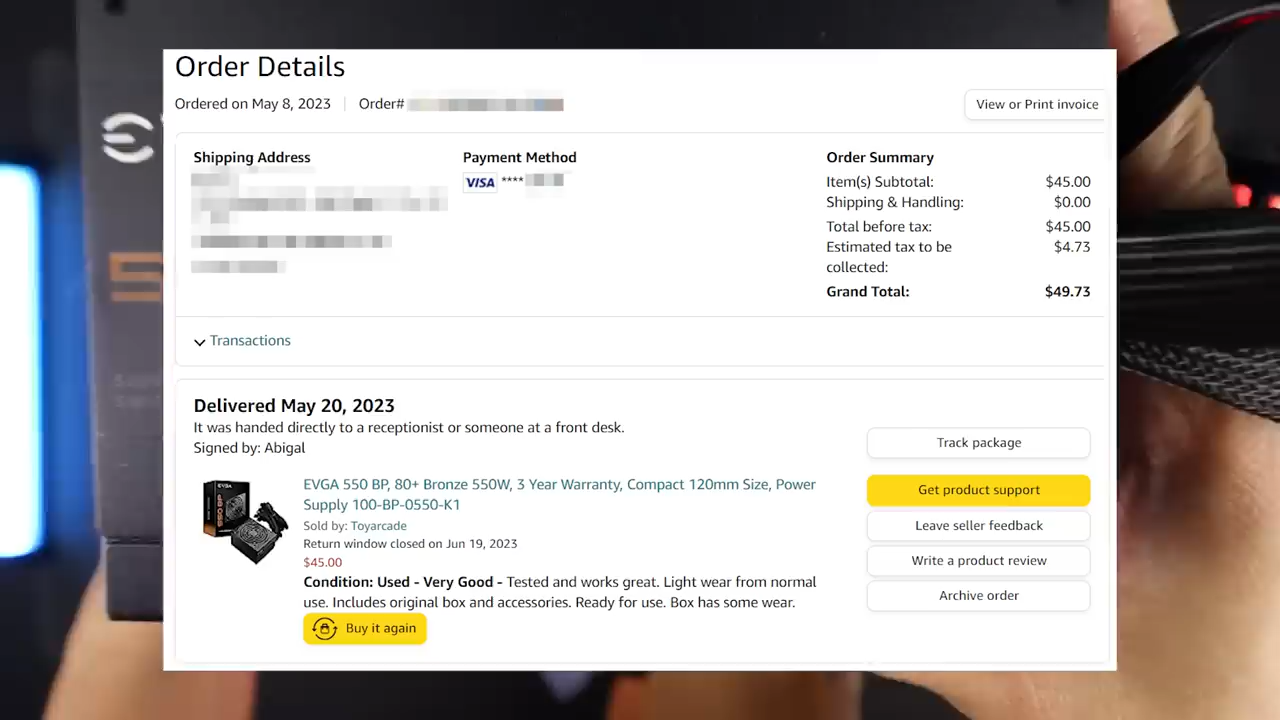 Order Details
Ordered on May 8, 2023
Order#
View or Print invoice
Shipping Address
Payment Method
VISA ****
Order Summary
Item(s) Subtotal: $45.00
Shipping & Handling: $0.00
Total before tax: $45.00
Estimated tax to be $4.73
collected:
Grand Total: $49.73
Transactions
Delivered May 20, 2023
It was handed directly to a receptionist or someone at a front desk.
Signed by: Abigal
EVGA 550 BP, 80+ Bronze 550W, 3 Year Warranty, Compact 120mm Size, Power
Supply 100-BP-0550-K1
Sold by: Toyarcade
Return window closed on Jun 19, 2023
$45.00
Condition: Used - Very Good - Tested and works great. Light wear from normal
use. Includes original box and accessories. Ready for use. Box has some wear.
Buy it again
Track package
Get product support
Leave seller feedback
Write a product review
Archive order